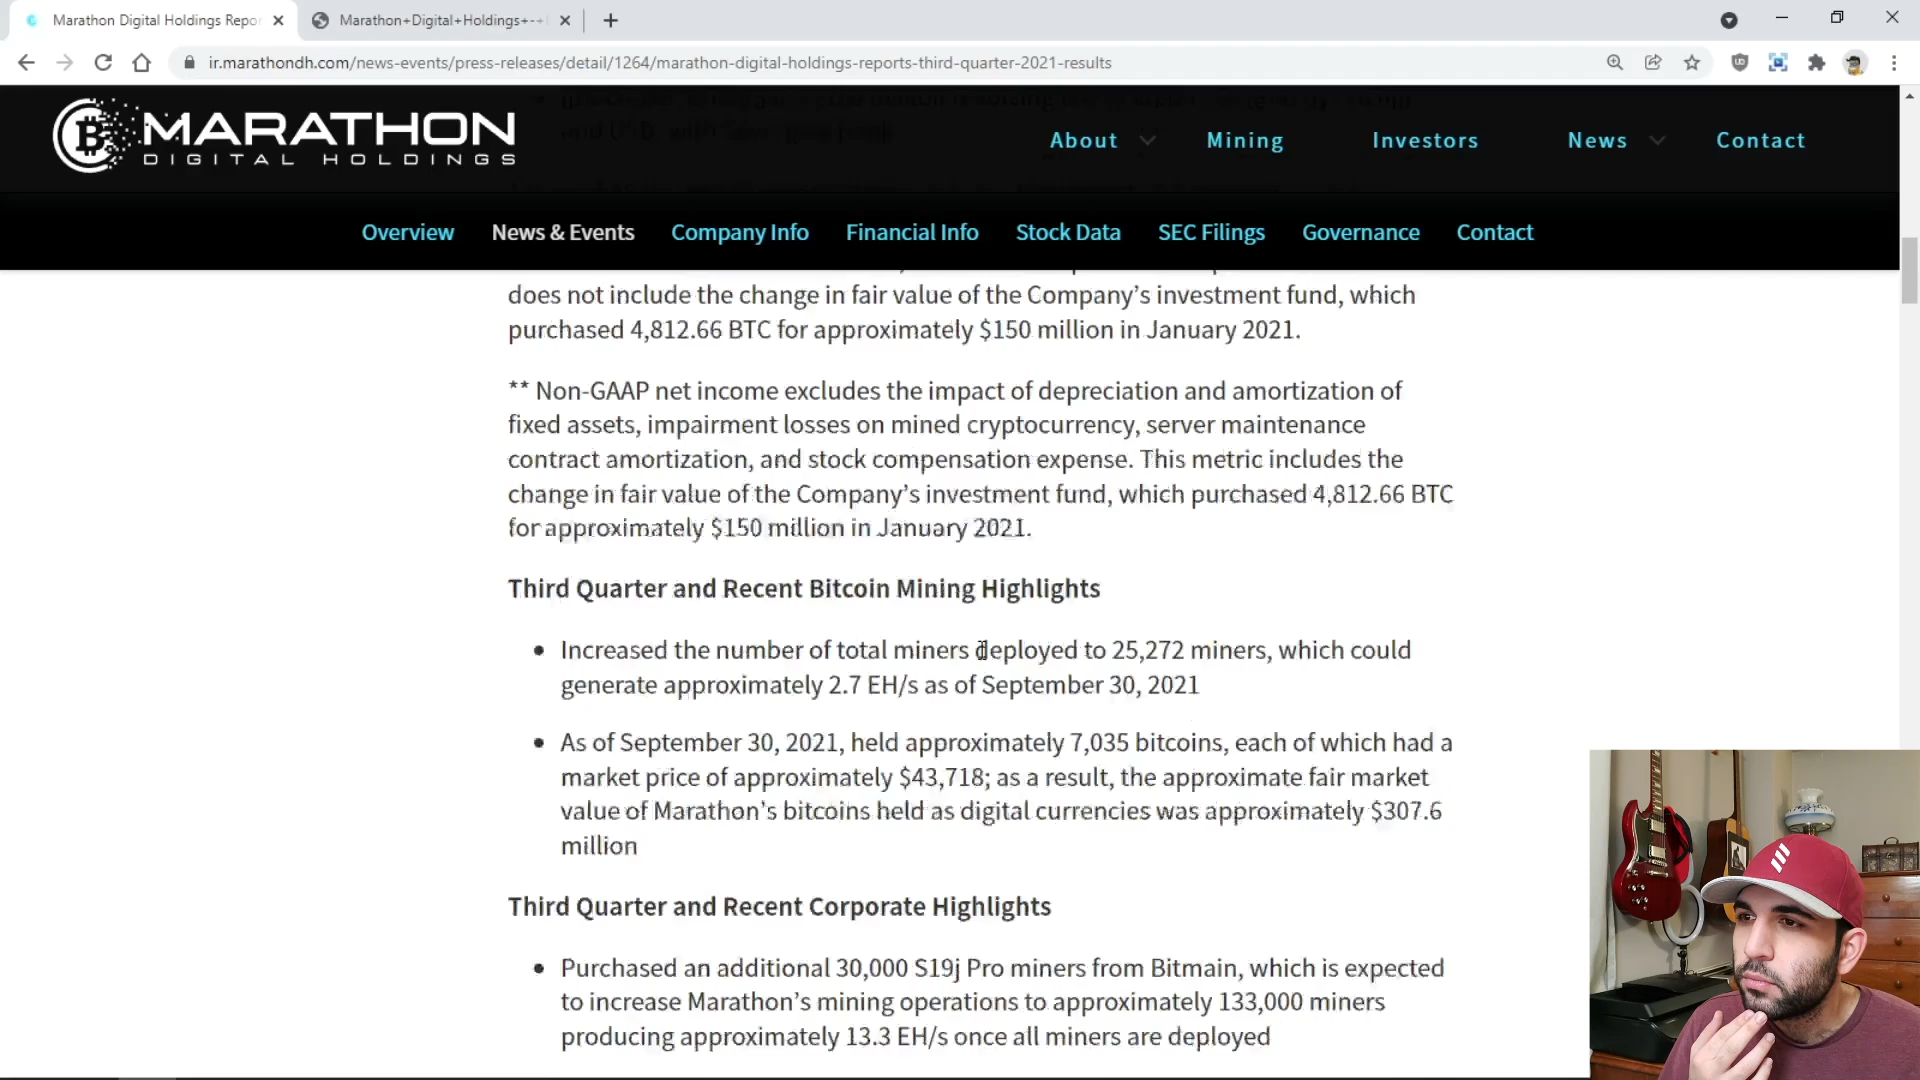 Marathon Digital Holdings Repo
Marathon+Digital+Holdings+-+
ir.marathondh.com/news-events/press-releases/detail/1264/marathon-digital-holdings-reports-third-quarter-2021-results
MARATHON
DIGITAL HOLDINGS
About Mining Investors News Contact
Overview News & Events Company Info Financial Info Stock Data SEC Filings Governance Contact
does not include the change in fair value of the Company’s investment fund, which
purchased 4,812.66 BTC for approximately $150 million in January 2021.
** Non-GAAP net income excludes the impact of depreciation and amortization of
fixed assets, impairment losses on mined cryptocurrency, server maintenance
contract amortization, and stock compensation expense. This metric includes the
change in fair value of the Company’s investment fund, which purchased 4,812.66 BTC
for approximately $150 million in January 2021.
Third Quarter and Recent Bitcoin Mining Highlights
• Increased the number of total miners deployed to 25,272 miners, which could
generate approximately 2.7 EH/s as of September 30, 2021
• As of September 30, 2021, held approximately 7,035 bitcoins, each of which had a
market price of approximately $43,718; as a result, the approximate fair market
value of Marathon’s bitcoins held as digital currencies was approximately $307.6
million
Third Quarter and Recent Corporate Highlights
• Purchased an additional 30,000 S19j Pro miners from Bitmain, which is expected
to increase Marathon’s mining operations to approximately 133,000 miners
producing approximately 13.3 EH/s once all miners are deployed